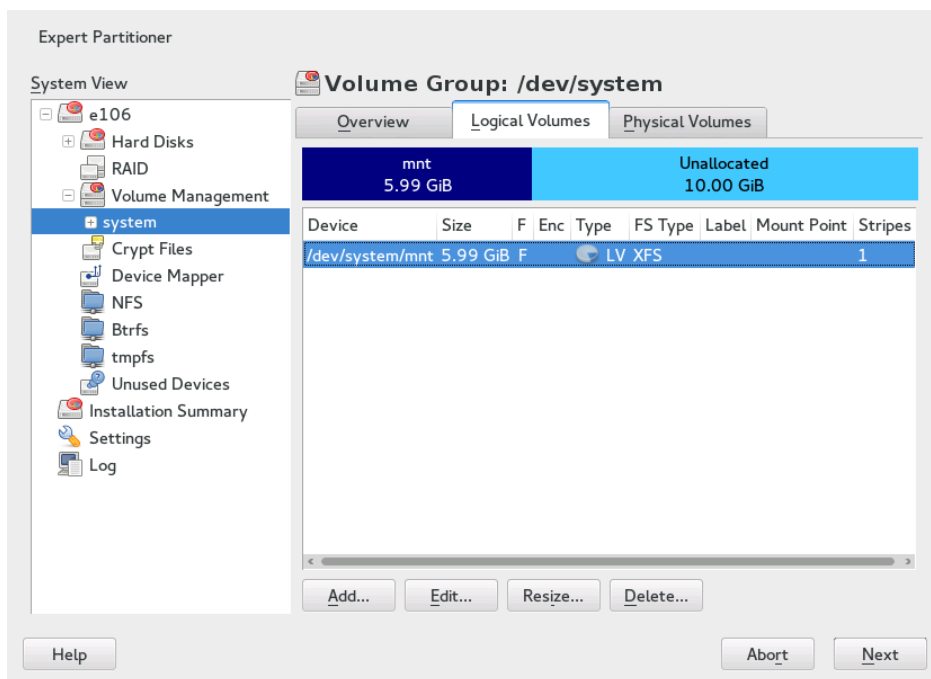 Expert Partitioner
System View
e106
Hard Disks
RAID
Volume Management
system
Crypt Files
Device Mapper
NFS
Btrfs
tmpfs
Unused Devices
Installation Summary
Settings
Log
Volume Group: /dev/system
Overview Logical Volumes Physical Volumes
mnt Unallocated
5.99 GiB 10.00 GiB
Device Size F Enc Type FS Type Label Mount Point Stripes
/dev/system/mnt 5.99 GiB F LV XFS 1
Add... Edit... Resize... Delete...
Help Abort Next